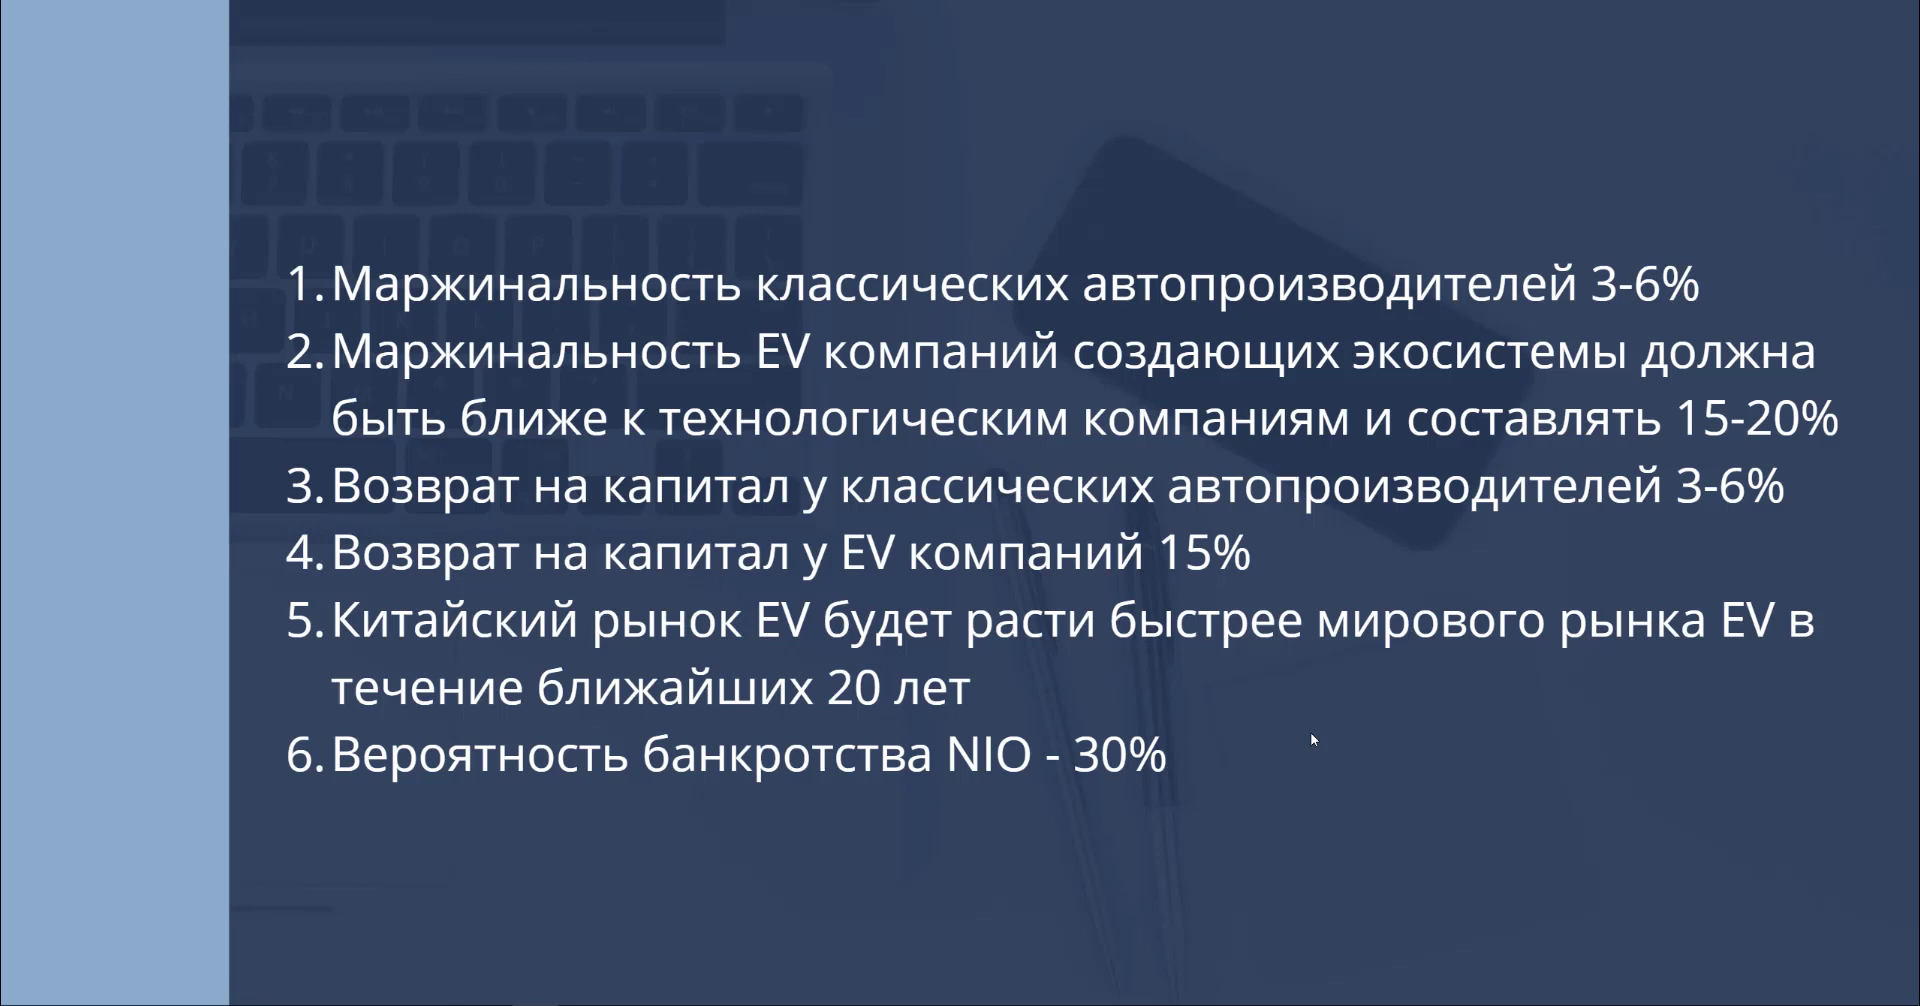 1. Маржинальность классических автопроизводителей 3-6%
2. Маржинальность EV компаний создающих экосистемы должна
быть ближе к технологическим компаниям и составлять 15-20%
3. Возврат на капитал у классических автопроизводителей 3-6%
4. Возврат на капитал у EV компаний 15%
5. Китайский рынок EV будет расти быстрее мирового рынка EV в
течение ближайших 20 лет
6. Вероятность банкротства NIO - 30%